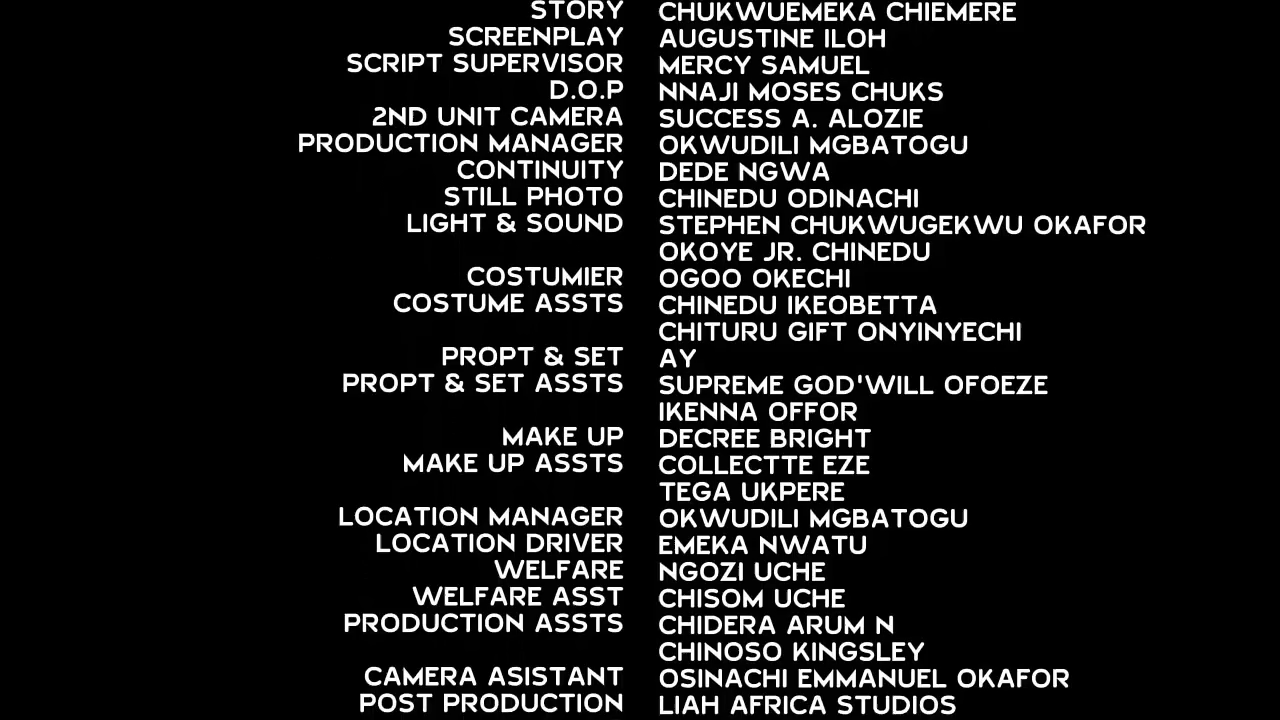 STORY CHUKWUEMEKA CHIEMERE
SCREENPLAY AUGUSTINE ILOH
SCRIPT SUPERVISOR MERCY SAMUEL
D.O.P NNAJI MOSES CHUKS
2ND UNIT CAMERA SUCCESS A. ALOZIE
PRODUCTION MANAGER OKWUDILI MGBATOGU
CONTINUITY DEDE NGWA
STILL PHOTO CHINEDU ODINACHI
LIGHT & SOUND STEPHEN CHUKWUGEKWU OKAFOR
OKOYE JR. CHINEDU
COSTUMIER OGOO OKECHI
COSTUME ASSTS CHINEDU IKEOBETTA
CHITURU GIFT ONYINYECHI
PROPT & SET AY
PROPT & SET ASSTS SUPREME GOD'WILL OFOEZE
IKENNA OFFOR
MAKE UP DECREE BRIGHT
MAKE UP ASSTS COLLECTTE EZE
TEGA UKPERE
LOCATION MANAGER OKWUDILI MGBATOGU
LOCATION DRIVER EMEKA NWATU
WELFARE NGOZI UCHE
WELFARE ASST CHISOM UCHE
PRODUCTION ASSTS CHIDERA ARUM N
CHINOSO KINGSLEY
CAMERA ASISTANT OSINACHI EMMANUEL OKAFOR
POST PRODUCTION LIAH AFRICA STUDIOS